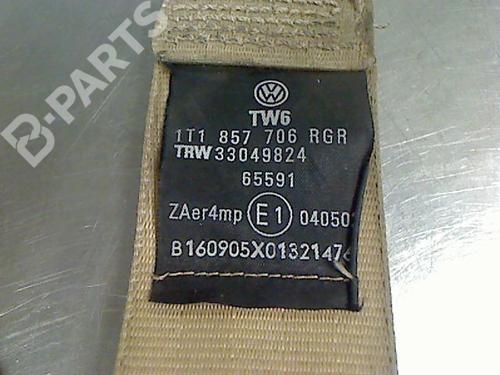 B-PARTS
TW6
1T1 857 706 RGR
TRW 33049824
65591
ZAer4mp E1 04050
B160905X0132147